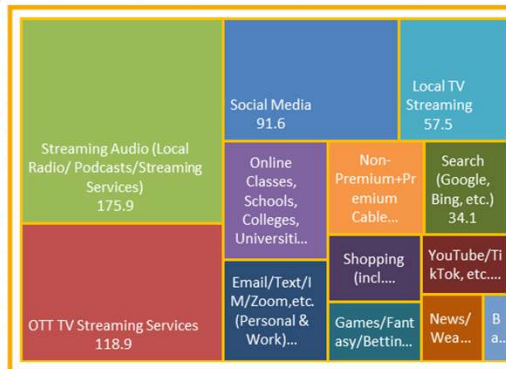 Streaming Audio (Local
Radio/ Podcasts/Streaming
Services)
175.9
OTT TV Streaming Services
118.9
Social Media
91.6
Local TV
Streaming
57.5
Online
Classes,
Schools,
Colleges,
Universiti...
Non-
Premium+Pr
emium
Cable...
Search
(Google,
Bing, etc.)
34.1
Email/Text/I
M/Zoom,etc.
(Personal &
Work)...
Shopping
(incl....
YouTube/Ti
kTok, etc....
Games/Fant
asy/Bettin...
News/
Wea...
B
a...